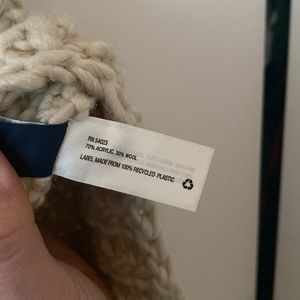 RN 54023
70% ACRYLIC, 30% WOOL
LABEL MADE FROM 100% RECYCLED PLASTIC